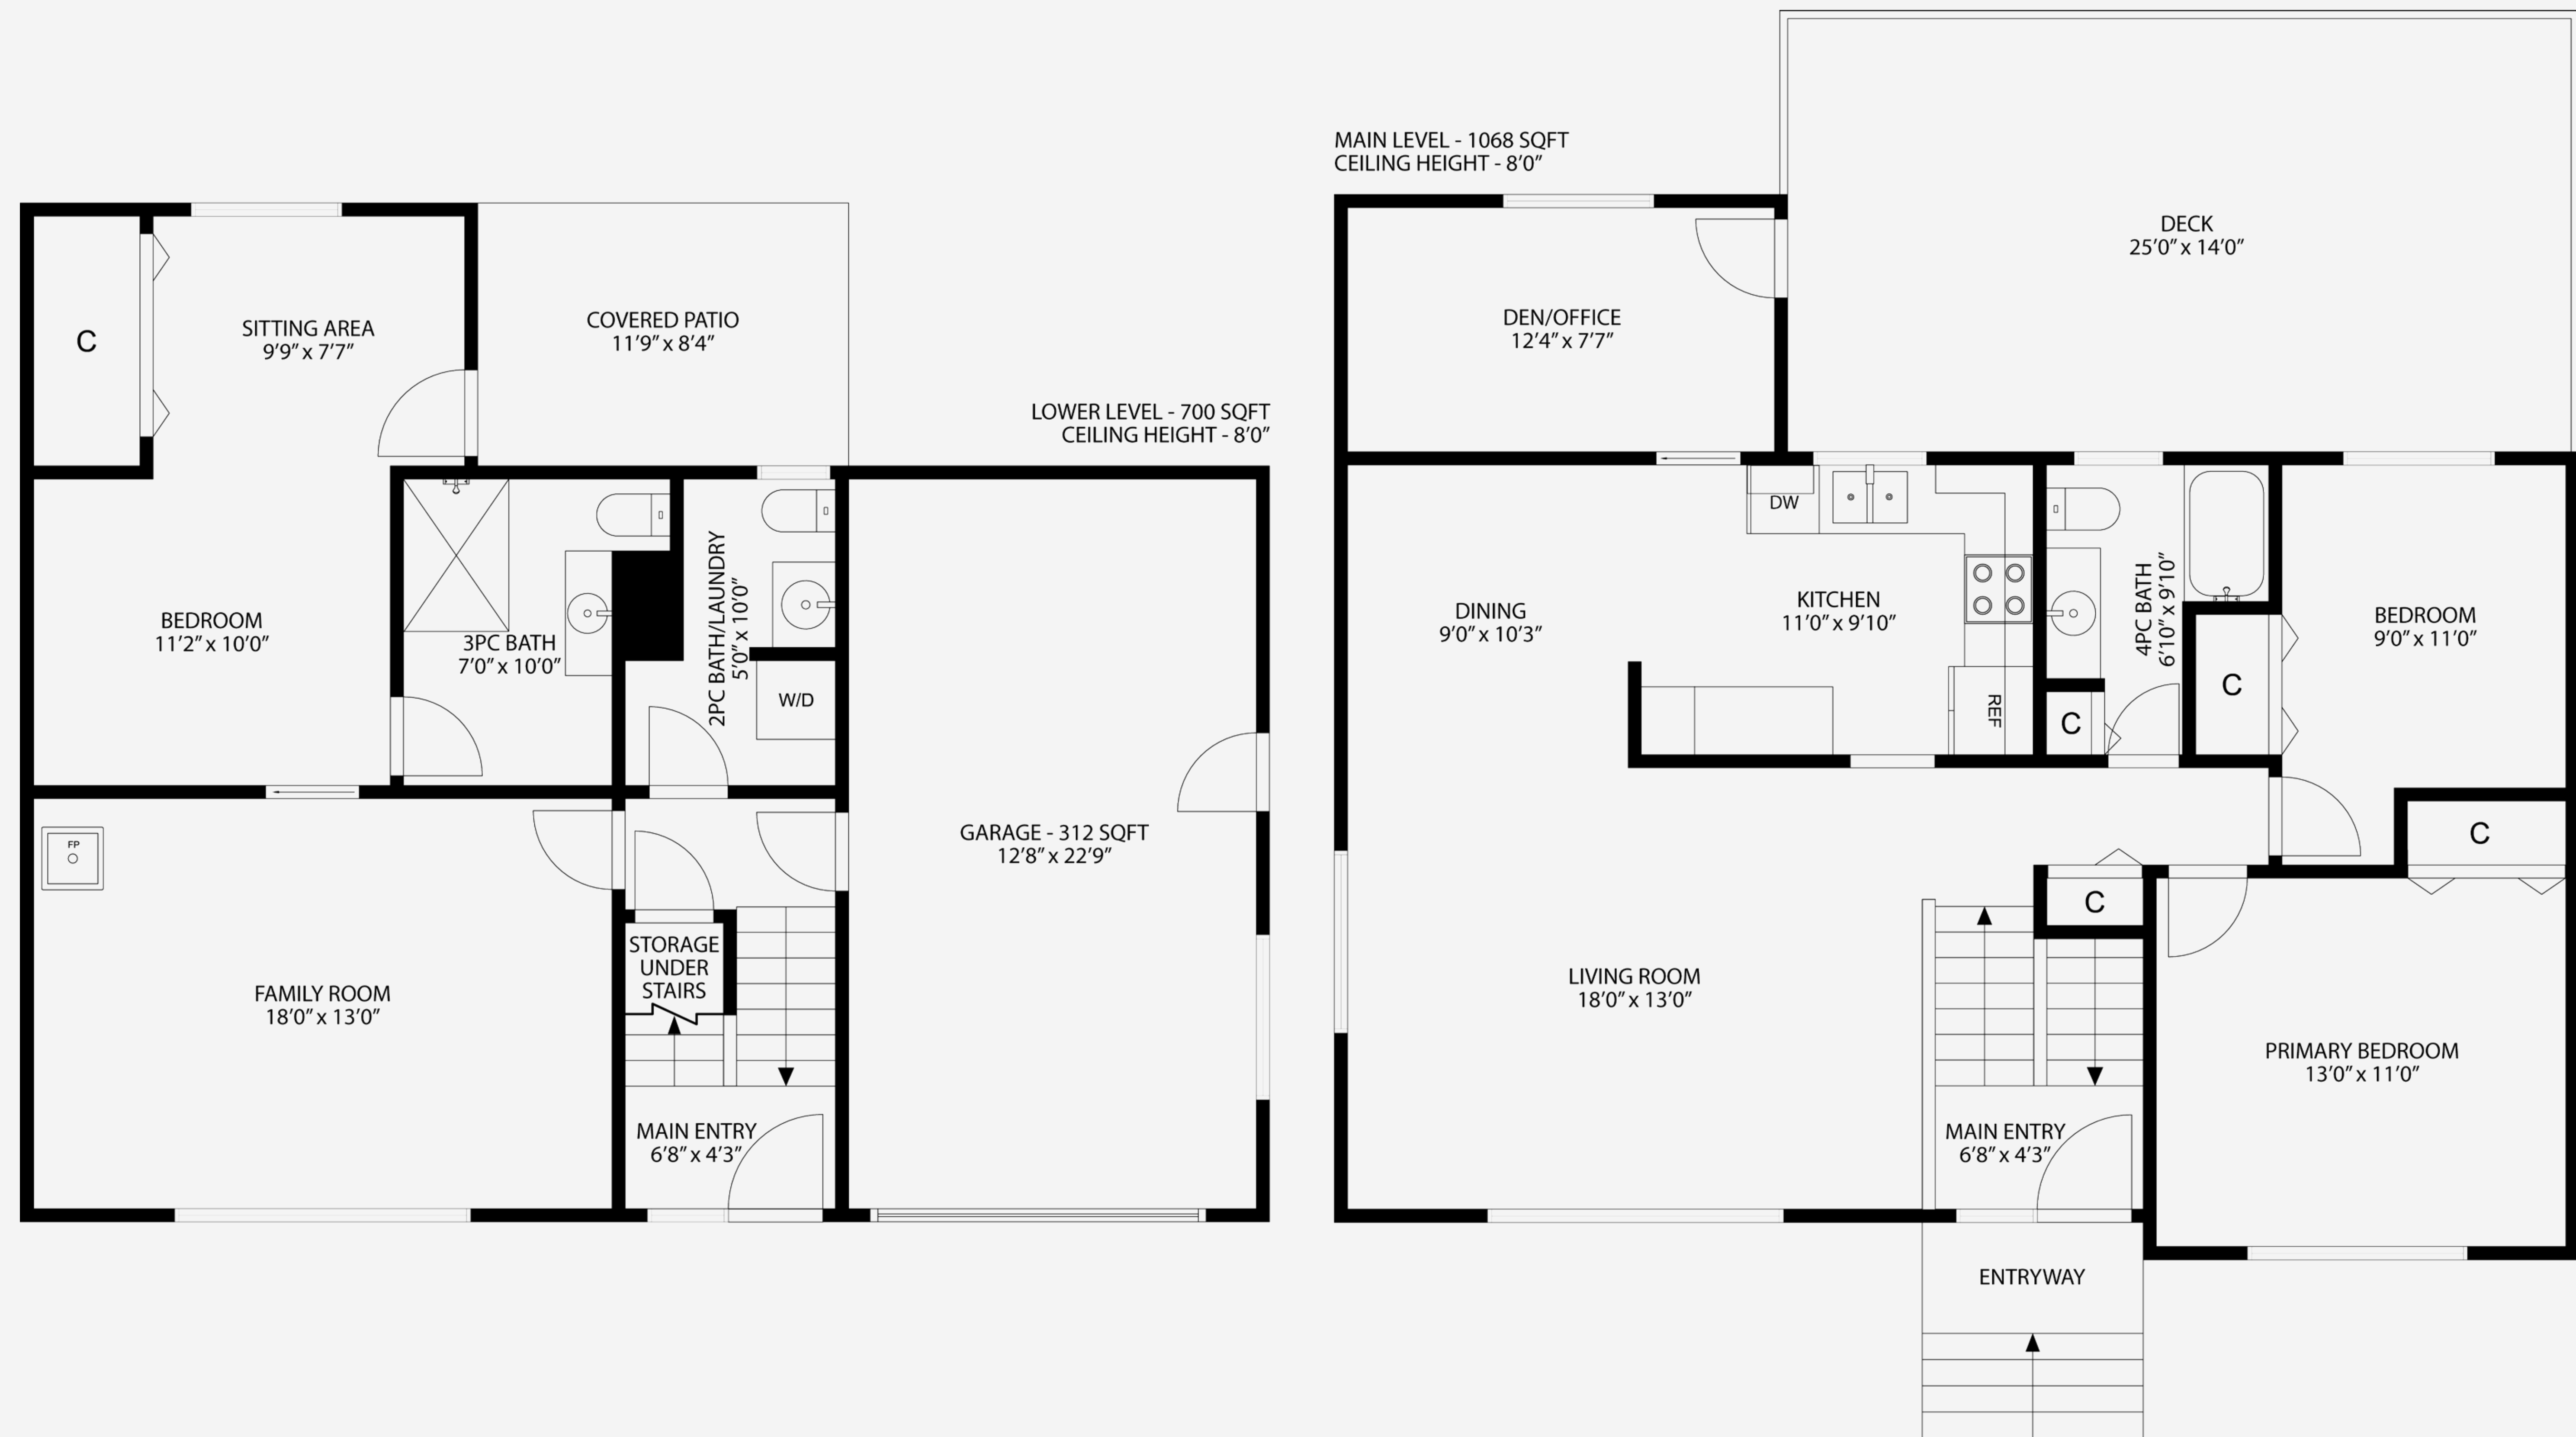 C
SITTING AREA
9’9” x 7’7”
COVERED PATIO
11’9” x 8’4”
LOWER LEVEL - 700 SQFT
CEILING HEIGHT - 8’0”
BEDROOM
11’2” x 10’0”
3PC BATH
7’0” x 10’0”
2PC BATH/LAUNDRY
5’0” x 10’0”
W/D
GARAGE - 312 SQFT
12’8” x 22’9”
FP
FAMILY ROOM
18’0” x 13’0”
STORAGE
UNDER
STAIRS
MAIN ENTRY
6’8” x 4’3”
MAIN LEVEL - 1068 SQFT
CEILING HEIGHT - 8’0”
DECK
25’0” x 14’0”
DEN/OFFICE
12’4” x 7’7”
DW
DINING
9’0” x 10’3”
KITCHEN
11’0” x 9’10”
REF
4PC BATH
6’10” x 9’10”
C
C
BEDROOM
9’0” x 11’0”
C
C
LIVING ROOM
18’0” x 13’0”
PRIMARY BEDROOM
13’0” x 11’0”
MAIN ENTRY
6’8” x 4’3”
ENTRYWAY